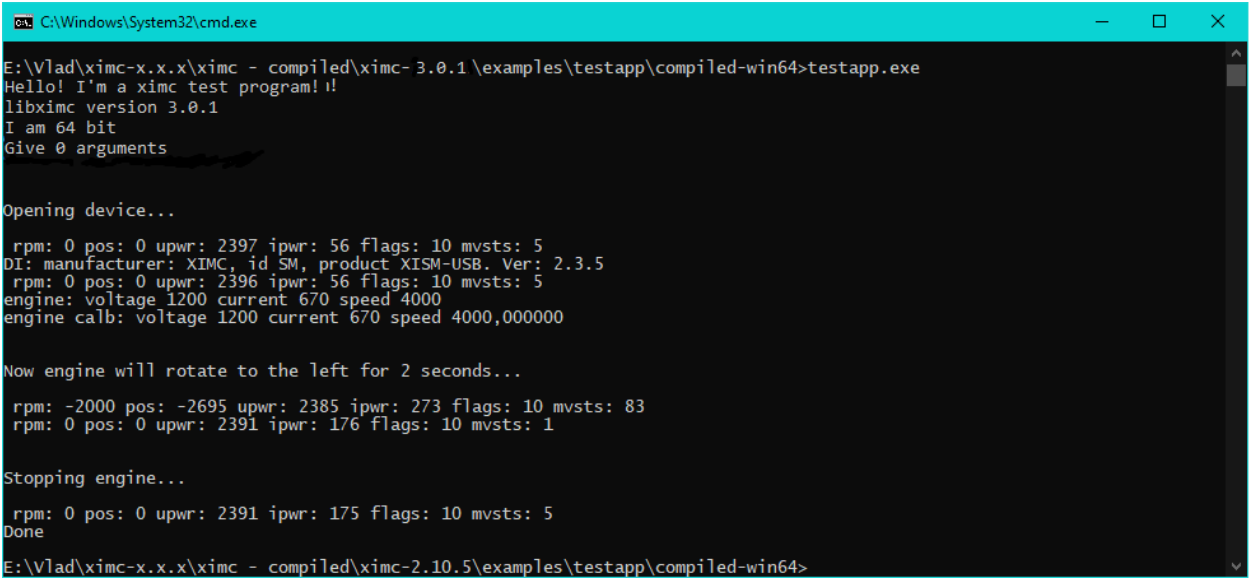 C:\Windows\System32\cmd.exe
E:\Vlad\ximc-x.x.x\ximc - compiled\ximc- 3.0.1 \examples\testapp\compiled-win64>testapp.exe
Hello! I'm a ximc test program!
libximc version 3.0.1
I am 64 bit
Give 0 arguments
Opening device...
rpm: 0 pos: 0 upwr: 2397 ipwr: 56 flags: 10 mvsts: 5
DI: manufacturer: XIMC, id SM, product XISM-USB. Ver: 2.3.5
rpm: 0 pos: 0 upwr: 2396 ipwr: 56 flags: 10 mvsts: 5
engine: voltage 1200 current 670 speed 4000
engine calb: voltage 1200 current 670 speed 4000,000000
Now engine will rotate to the left for 2 seconds...
rpm: -2000 pos: -2695 upwr: 2385 ipwr: 273 flags: 10 mvsts: 83
rpm: 0 pos: 0 upwr: 2391 ipwr: 176 flags: 10 mvsts: 1
Stopping engine...
rpm: 0 pos: 0 upwr: 2391 ipwr: 175 flags: 10 mvsts: 5
Done
E:\Vlad\ximc-x.x.x\ximc - compiled\ximc-2.10.5\examples\testapp\compiled-win64>